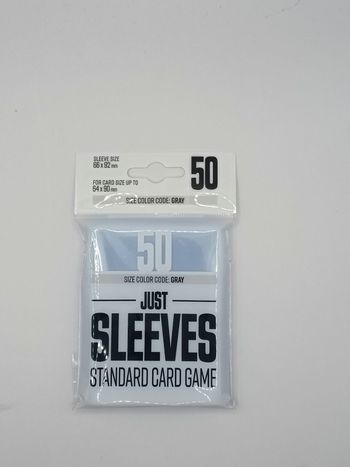 SLEEVE SIZE
66 x 92 mm
FOR CARD SIZE UP TO
64 x 90 mm
50
SIZE COLOR CODE: GRAY
50
SIZE COLOR CODE: GRAY
JUST
SLEEVES
STANDARD CARD GAME